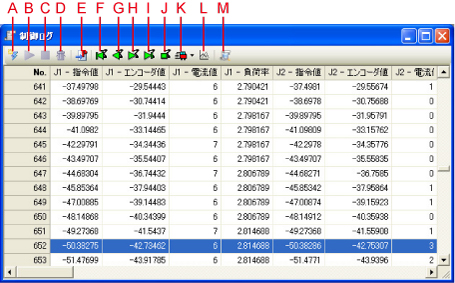 A B C D E F G H I J K L M
制御ログ
No. J1 - 指令値 J1 - エンコーダ値 J1 - 電流値 J1 - 負荷率 J2 - 指令値 J2 - エンコーダ値 J2 - 電流値
641 -37.49798 -29.54443 6 2.790421 -37.4981 -29.55674 1
642 -38.69769 -30.74414 6 2.790421 -38.6978 -30.75688 0
643 -39.89795 -31.9444 6 2.798167 -39.89795 -31.95791 0
644 -41.0982 -33.14465 6 2.798167 -41.09809 -33.15762 0
645 -42.29791 -34.34436 7 2.798167 -42.2978 -34.35776 0
646 -43.49707 -35.54407 6 2.798167 -43.49707 -35.55835 0
647 -44.68304 -36.74432 7 2.806789 -44.68271 -36.7585 0
648 -45.85364 -37.94403 6 2.806789 -45.85342 -37.95864 1
649 -47.00885 -39.14483 6 2.806789 -47.00874 -39.15923 1
650 -48.14868 -40.34399 6 2.806789 -48.14912 -40.35938 0
651 -49.27368 -41.5437 7 2.814688 -49.27368 -41.55908 1
652 -50.38275 -42.73462 6 2.814688 -50.38286 -42.75307 3
653 -51.47699 -43.91785 6 2.814688 -51.4771 -43.9396 2